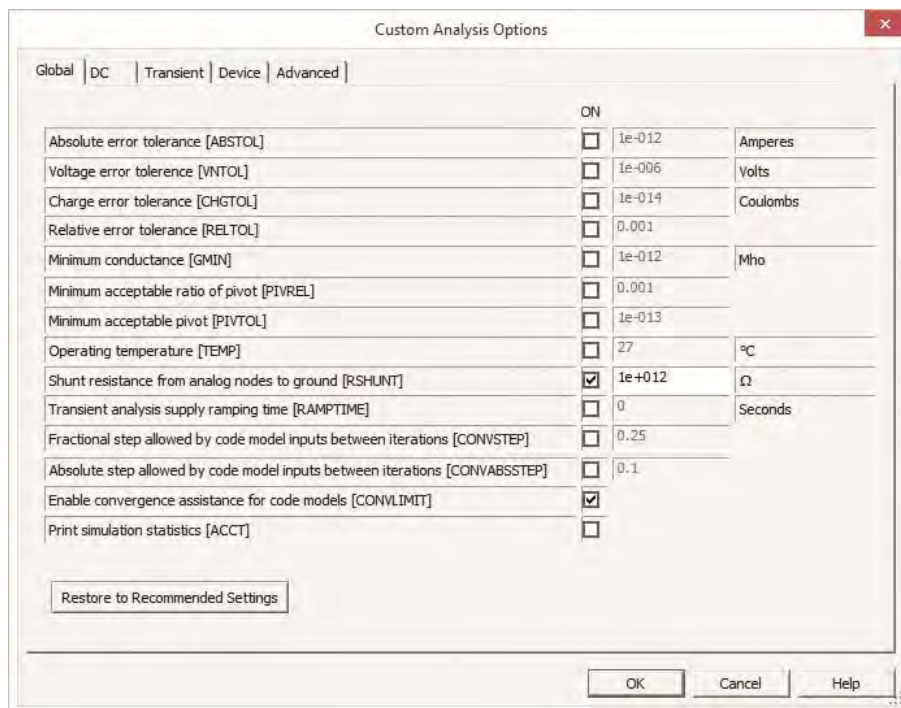 Custom Analysis Options
Global DC Transient Device Advanced
ON
Absolute error tolerance [ABSTOL] 1e-012 Amperes
Voltage error tolerence [VNTOL] 1e-006 Volts
Charge error tolerance [CHGTOL] 1e-014 Coulombs
Relative error tolerance [RELTOL] 0.001
Minimum conductance [GMIN] 1e-012 Mho
Minimum acceptable ratio of pivot [PIVREL] 0.001
Minimum acceptable pivot [PIVTOL] 1e-013
Operating temperature [TEMP] 27 °C
Shunt resistance from analog nodes to ground [RSHUNT] 1e+012 Ω
Transient analysis supply ramping time [RAMPTIME] 0 Seconds
Fractional step allowed by code model inputs between iterations [CONVSTEP] 0.25
Absolute step allowed by code model inputs between iterations [CONVABSSTEP] 0.1
Enable convergence assistance for code models [CONVLIMIT]
Print simulation statistics [ACCT]
Restore to Recommended Settings
OK Cancel Help